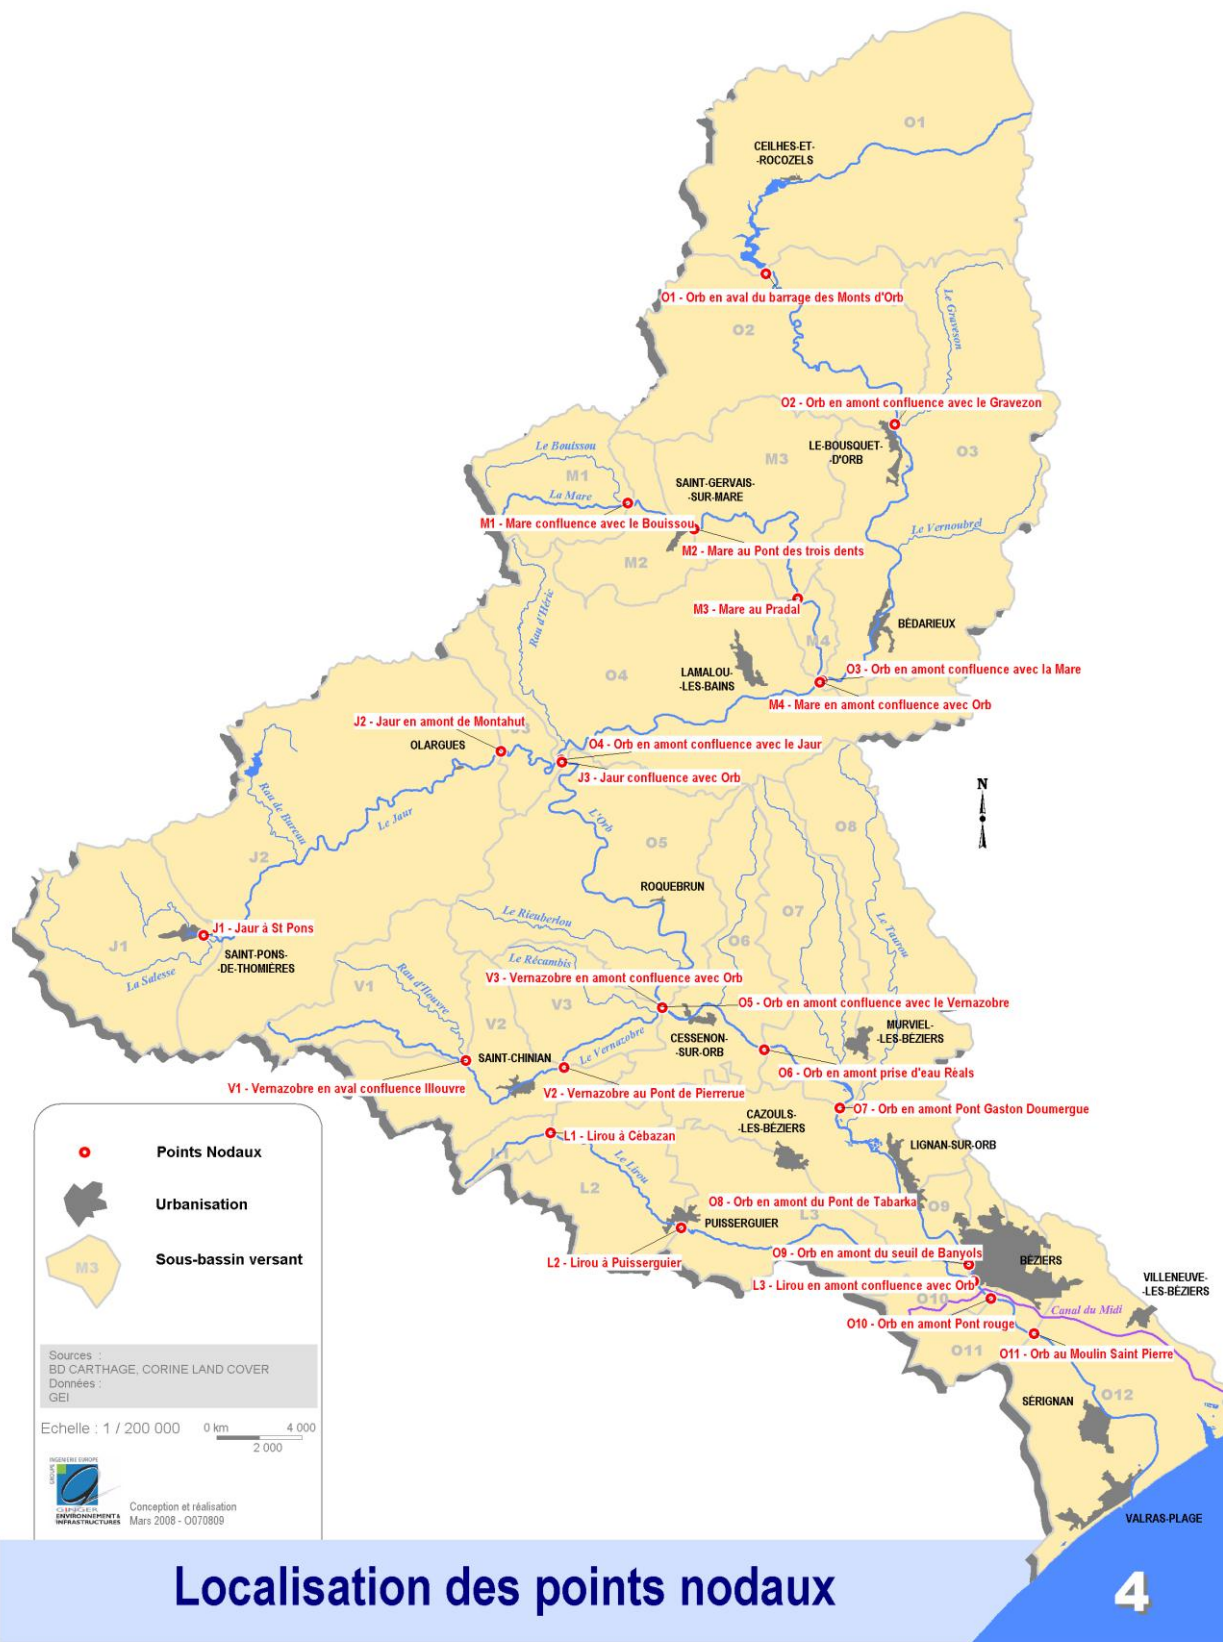 O1
CEILHES-ET-
-ROCOZELS
O1 - Orb en aval du barrage des Monts d'Orb
Le Graveson
O2
O2 - Orb en amont confluence avec le Gravezon
LE-BOUSQUET-
-D'ORB
O3
Le Bouissou
M1
M3
SAINT-GERVAIS-
-SUR-MARE
La Mare
M1 - Mare confluence avec le Bouissou
Le Vernoubrel
M2 - Mare au Pont des trois dents
M2
Rau d'Héric
M3 - Mare au Pradal
BÉDARIEUX
M4
O4
LAMALOU-
-LES-BAINS
O3 - Orb en amont confluence avec la Mare
M4 - Mare en amont confluence avec Orb
J2 - Jaur en amont de Montahut
J3
OLARGUES
O4 - Orb en amont confluence avec le Jaur
J3 - Jaur confluence avec Orb
N
Rau de Bureau
Le Jaur
L'Orb
O8
O5
J2
ROQUEBRUN
Le Rieuberlou
O7
Le Taurou
J1 - Jaur à St Pons
J1
O6
SAINT-PONS-
-DE-THOMIÈRES
Le Récambis
La Salesse
Rau d'Ilouvre
V3 - Vernazobre en amont confluence avec Orb
V1
V3
O5 - Orb en amont confluence avec le Vernazobre
V2
MURVIEL-
-LES-BÉZIERS
CESSENON-
-SUR-ORB
Le Vernazobre
SAINT-CHINIAN
O6 - Orb en amont prise d'eau Réals
V1 - Vernazobre en aval confluence Illouvre
V2 - Vernazobre au Pont de Pierrerue
O7 - Orb en amont Pont Gaston Doumergue
CAZOULS-
-LES-BÉZIERS
L1 - Lirou à Cébazan
LIGNAN-SUR-ORB
L1
Le Lirou
L2
O8 - Orb en amont du Pont de Tabarka
O9
L3
PUISSERGUIER
O9 - Orb en amont du seuil de Banyols
L2 - Lirou à Puisserguier
BÉZIERS
L3 - Lirou en amont confluence avec Orb
VILLENEUVE-
-LES-BÉZIERS
O10
Canal du Midi
O10 - Orb en amont Pont rouge
O11
O11 - Orb au Moulin Saint Pierre
SÉRIGNAN
O12
VALRAS-PLAGE
Points Nodaux
Urbanisation
M3
Sous-bassin versant
Sources :
BD CARTHAGE, CORINE LAND COVER
Données :
GEI
Echelle : 1 / 200 000
0 km
4 000
2 000
GROUPE
INGENIERIE EUROPE
GINGER
ENVIRONNEMENT &
INFRASTRUCTURES
Conception et réalisation
Mars 2008 - O070809
Localisation des points nodaux
4